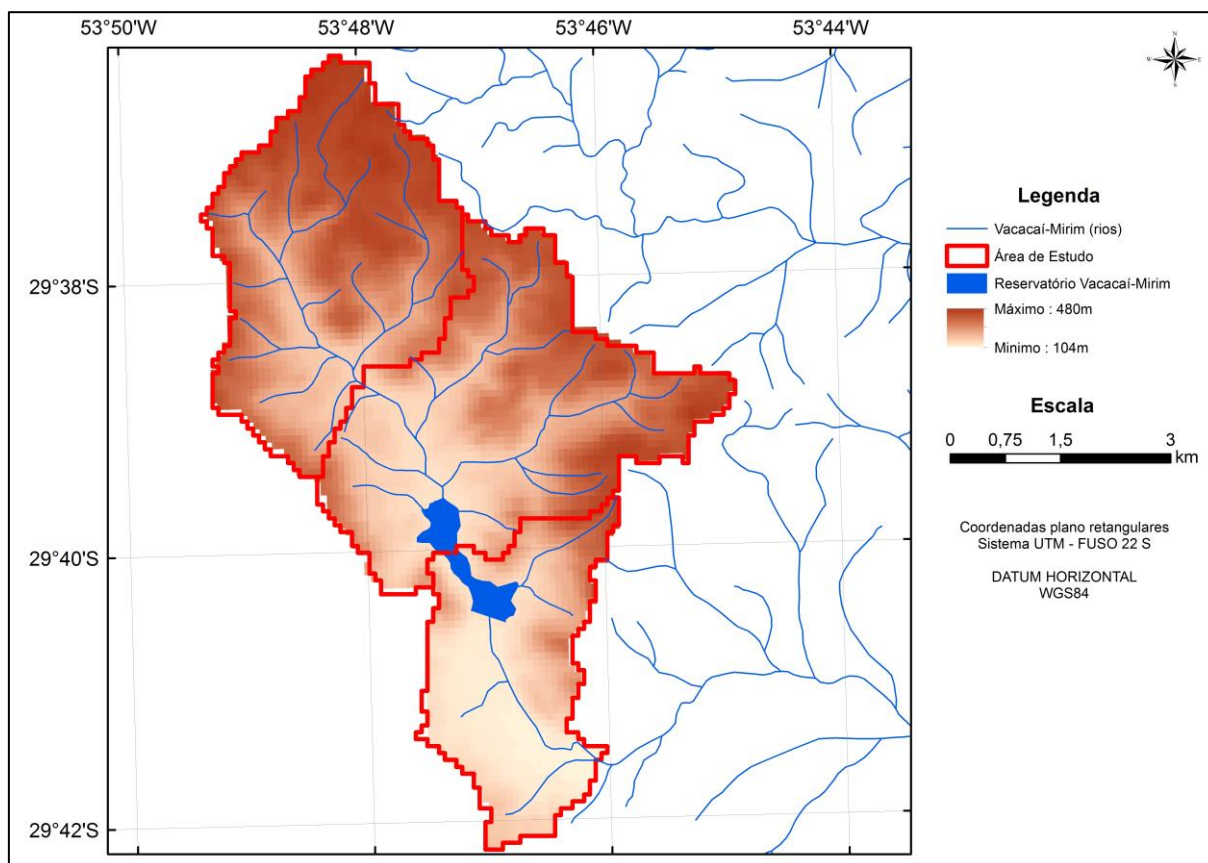 53°50'W 53°48'W 53°46'W 53°44'W
29°38'S
29°40'S
29°42'S
N
W E
S
Legenda
Vacacaí-Mirim (rios)
Área de Estudo
Reservatório Vacacaí-Mirim
Máximo : 480m
Minimo : 104m
Escala
0 0,75 1,5 3
km
Coordenadas plano retangulares
Sistema UTM - FUSO 22 S
DATUM HORIZONTAL
WGS84